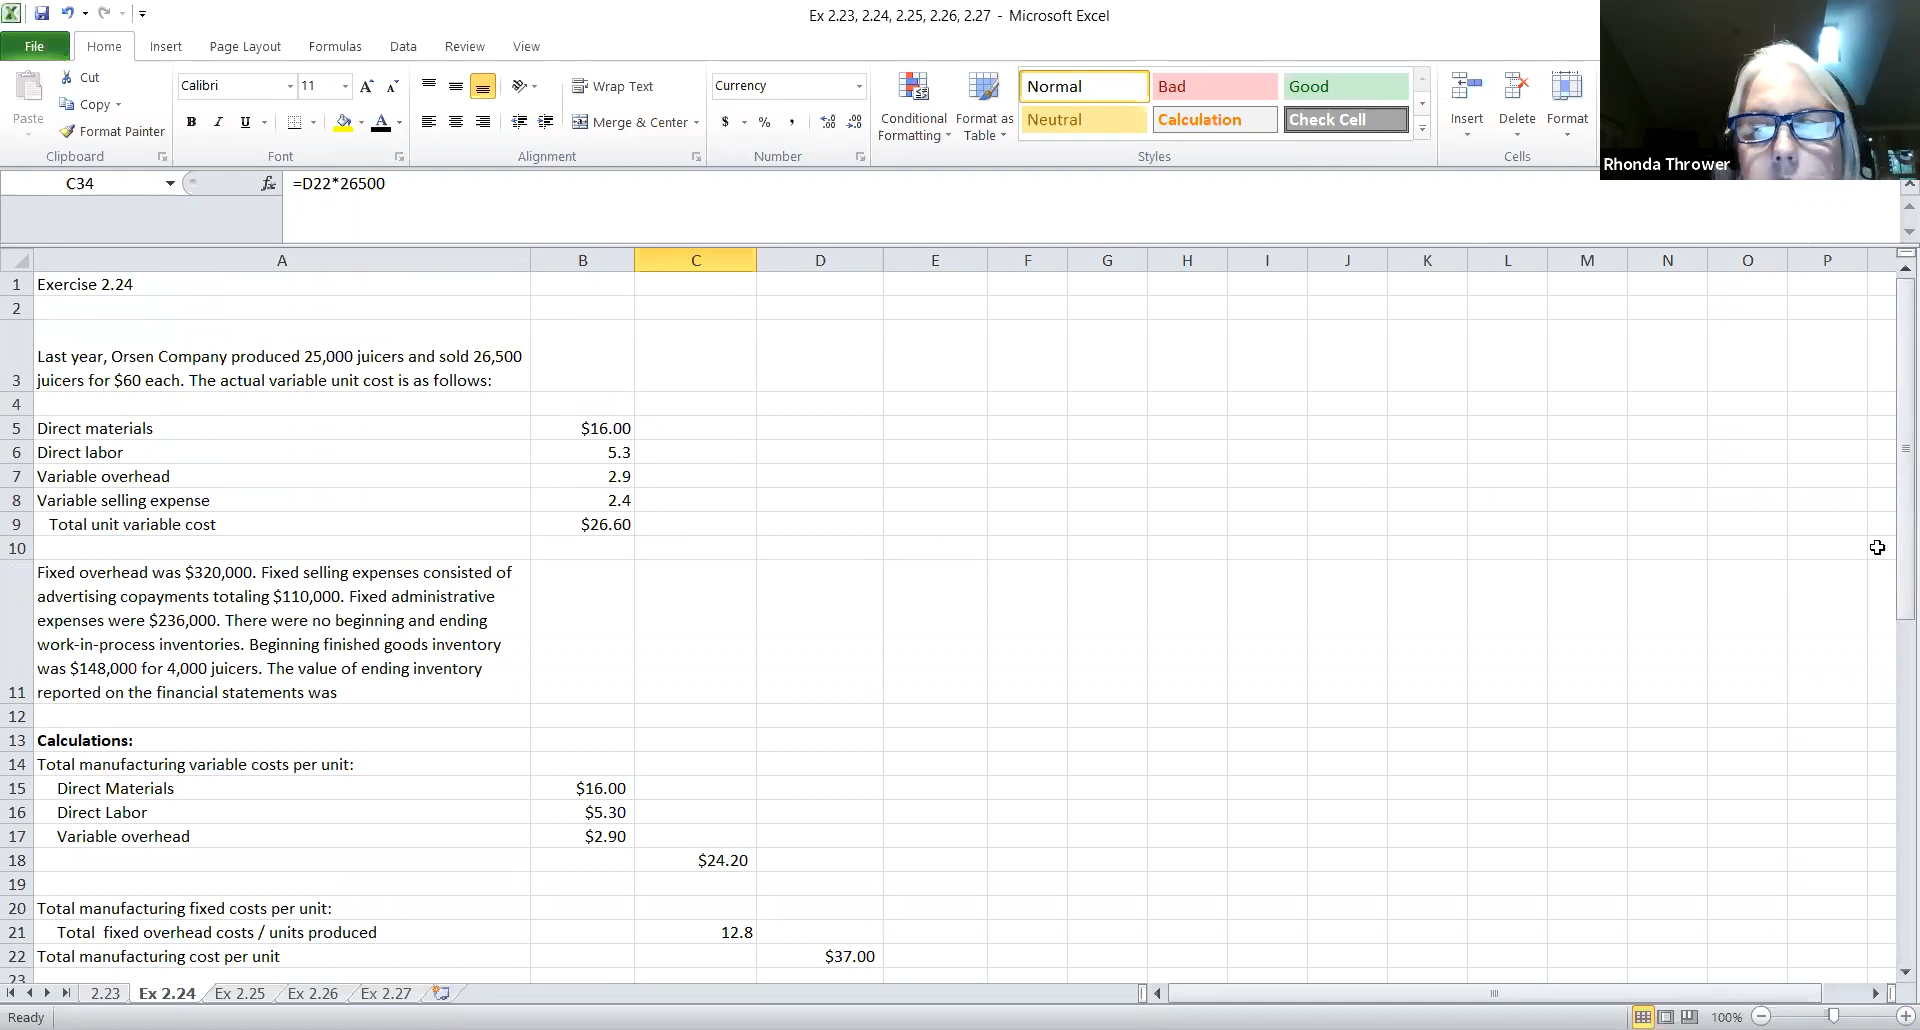 Ex 2.23, 2.24, 2.25, 2.26, 2.27 - Microsoft Excel
File Home Insert Page Layout Formulas Data Review View
Paste
Cut
Copy
Format Painter
Clipboard
Calibri 11
B I U A
Font
Wrap Text
Merge & Center
Alignment
Currency
$ % ,
Number
Conditional Formatting
Format as Table
Normal Bad Good
Neutral Calculation Check Cell
Styles
Insert Delete Format
Cells
Rhonda Thrower
C34 fx =D22*26500
A B C D E F G H I J K L M N O P
1 Exercise 2.24
2
Last year, Orsen Company produced 25,000 juicers and sold 26,500
3 juicers for $60 each. The actual variable unit cost is as follows:
4
5 Direct materials $16.00
6 Direct labor 5.3
7 Variable overhead 2.9
8 Variable selling expense 2.4
9 Total unit variable cost $26.60
10
Fixed overhead was $320,000. Fixed selling expenses consisted of
advertising copayments totaling $110,000. Fixed administrative
expenses were $236,000. There were no beginning and ending
work-in-process inventories. Beginning finished goods inventory
was $148,000 for 4,000 juicers. The value of ending inventory
11 reported on the financial statements was
12
13 Calculations:
14 Total manufacturing variable costs per unit:
15 Direct Materials $16.00
16 Direct Labor $5.30
17 Variable overhead $2.90
18 $24.20
19
20 Total manufacturing fixed costs per unit:
21 Total fixed overhead costs / units produced 12.8
22 Total manufacturing cost per unit $37.00
23
2.23 Ex 2.24 Ex 2.25 Ex 2.26 Ex 2.27
Ready 100%